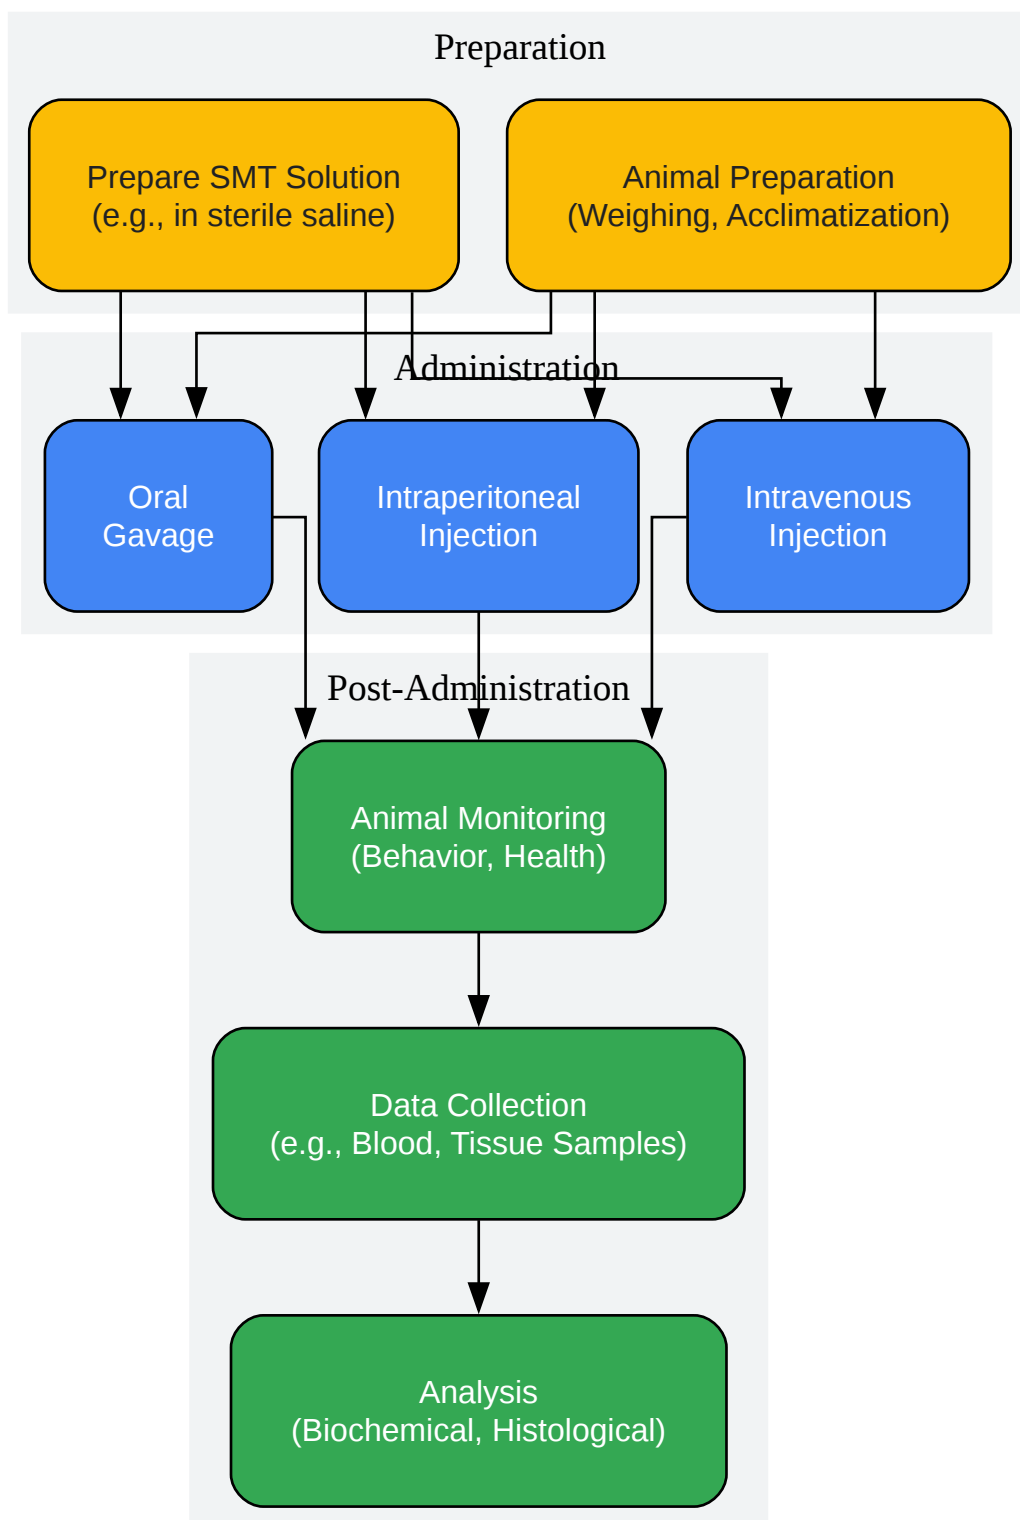 Preparation
Prepare SMT Solution
(e.g., in sterile saline)
Animal Preparation
(Weighing, Acclimatization)
Administration
Oral
Gavage
Intraperitoneal
Injection
Intravenous
Injection
Post-Administration
Animal Monitoring
(Behavior, Health)
Data Collection
(e.g., Blood, Tissue Samples)
Analysis
(Biochemical, Histological)